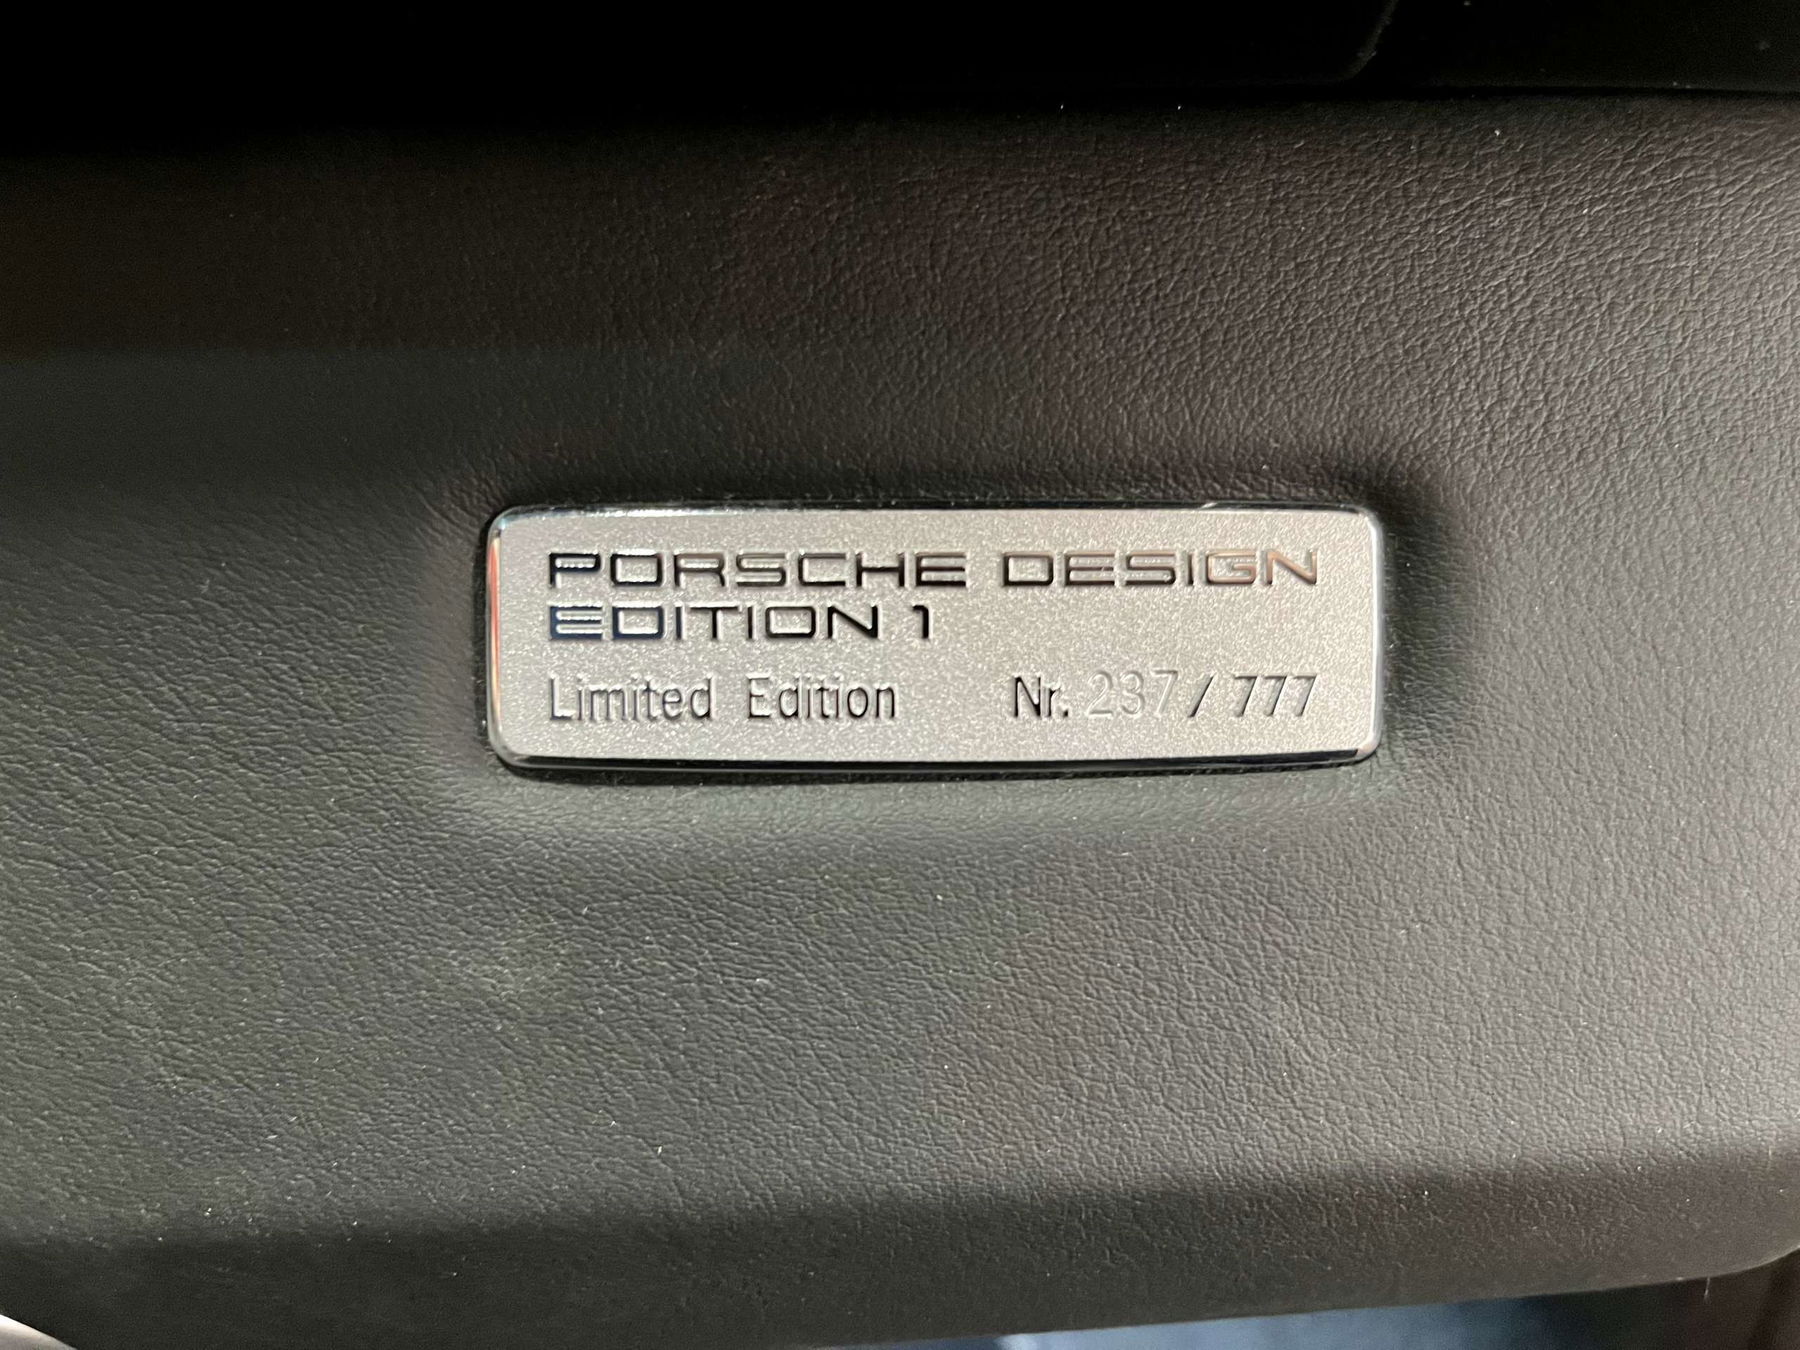 PORSCHE DESIGN
EDITION 1
Limited Edition Nr. 237 / 777